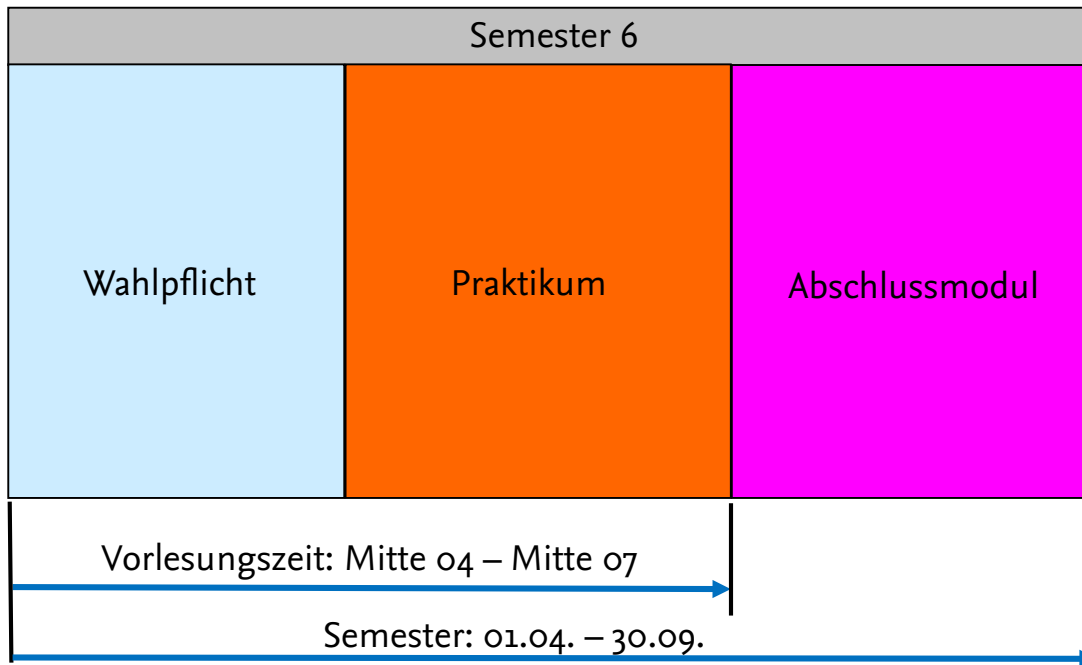 Semester 6
Wahlpflicht
Praktikum
Abschlussmodul
Vorlesungszeit: Mitte 04 – Mitte 07
Semester: 01.04. – 30.09.